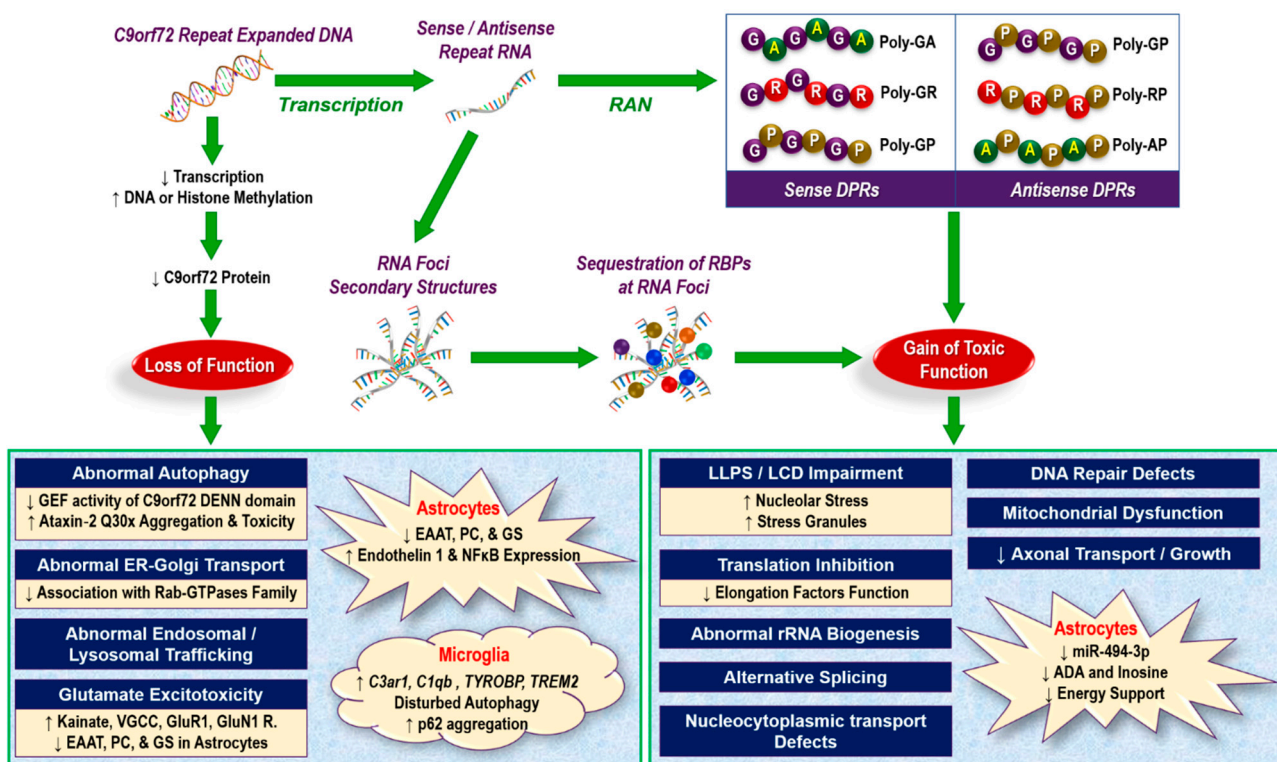 C9orf72 Repeat Expanded DNA
Transcription
Sense / Antisense
Repeat RNA
RAN
G A G A G A
Poly-GA
G R G R G R
Poly-GR
G P G P G P
Poly-GP
Sense DPRs
G P G P G P
Poly-GP
R P R P R P
Poly-RP
A P A P A P
Poly-AP
Antisense DPRs
↓ Transcription
↑ DNA or Histone Methylation
↓ C9orf72 Protein
Loss of Function
RNA Foci
Secondary Structures
Sequestration of RBPs
at RNA Foci
Gain of Toxic
Function
Abnormal Autophagy
↓ GEF activity of C9orf72 DENN domain
↑ Ataxin-2 Q30x Aggregation & Toxicity
Abnormal ER-Golgi Transport
↓ Association with Rab-GTPases Family
Abnormal Endosomal /
Lysosomal Trafficking
Glutamate Excitotoxicity
↑ Kainate, VGCC, GluR1, GluN1 R.
↓ EAAT, PC, & GS in Astrocytes
Astrocytes
↓ EAAT, PC, & GS
↑ Endothelin 1 & NFκB Expression
Microglia
↑ C3ar1, C1qb , TYROBP, TREM2
Disturbed Autophagy
↑ p62 aggregation
LLPS / LCD Impairment
↑ Nucleolar Stress
↑ Stress Granules
Translation Inhibition
↓ Elongation Factors Function
Abnormal rRNA Biogenesis
Alternative Splicing
Nucleocytoplasmic transport
Defects
DNA Repair Defects
Mitochondrial Dysfunction
↓ Axonal Transport / Growth
Astrocytes
↓ miR-494-3p
↓ ADA and Inosine
↓ Energy Support